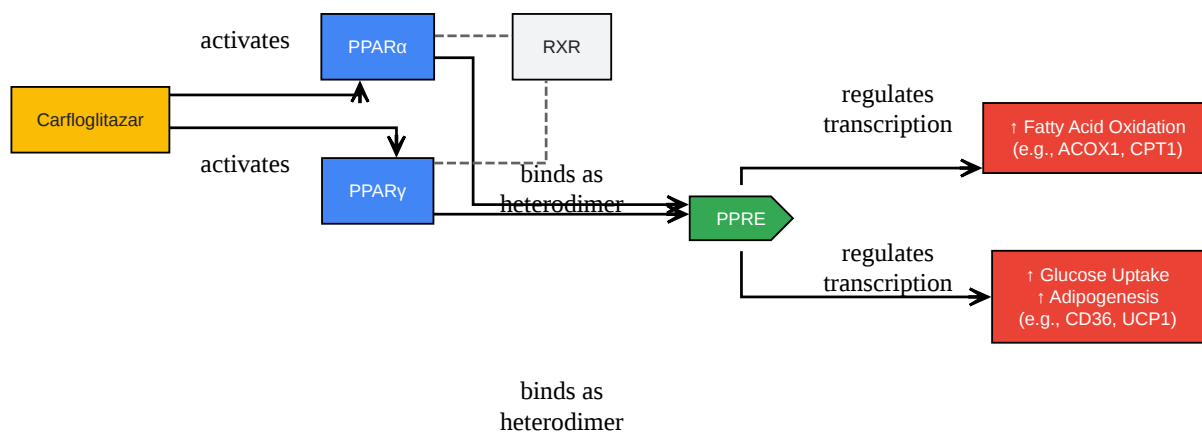 activates
PPARα
RXR
Carfloglitazar
activates
PPARγ
binds as
heterodimer
PPRE
regulates
transcription
↑ Fatty Acid Oxidation
(e.g., ACOX1, CPT1)
regulates
transcription
↑ Glucose Uptake
↑ Adipogenesis
(e.g., CD36, UCP1)
binds as
heterodimer